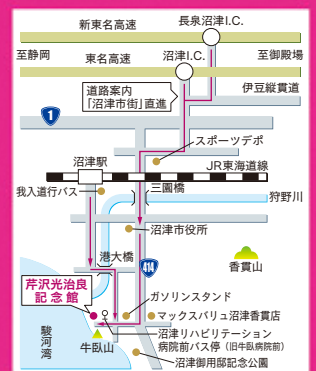 長泉沼津I.C.
新東名高速
至静岡
沼津I.C.
至御殿場
東名高速
道路案内
「沼津市街」直進
伊豆縦貫道
1
スポーツデポ
沼津駅
JR東海道線
我入道行バス
三園橋
狩野川
沼津市役所
港大橋
414
香貫山
芹沢光治良
記念館
ガソリンスタンド
マックスバリュ沼津香貫店
沼津リハビリテーション
病院前バス停（旧牛臥病院前）
駿河湾
牛臥山
沼津御用邸記念公園